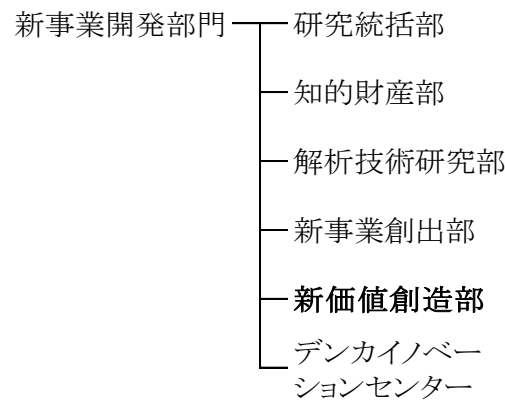 新事業開発部門
研究統括部
知的財産部
解析技術研究部
新事業創出部
新価値創造部
デンカイノベー
ションセンター